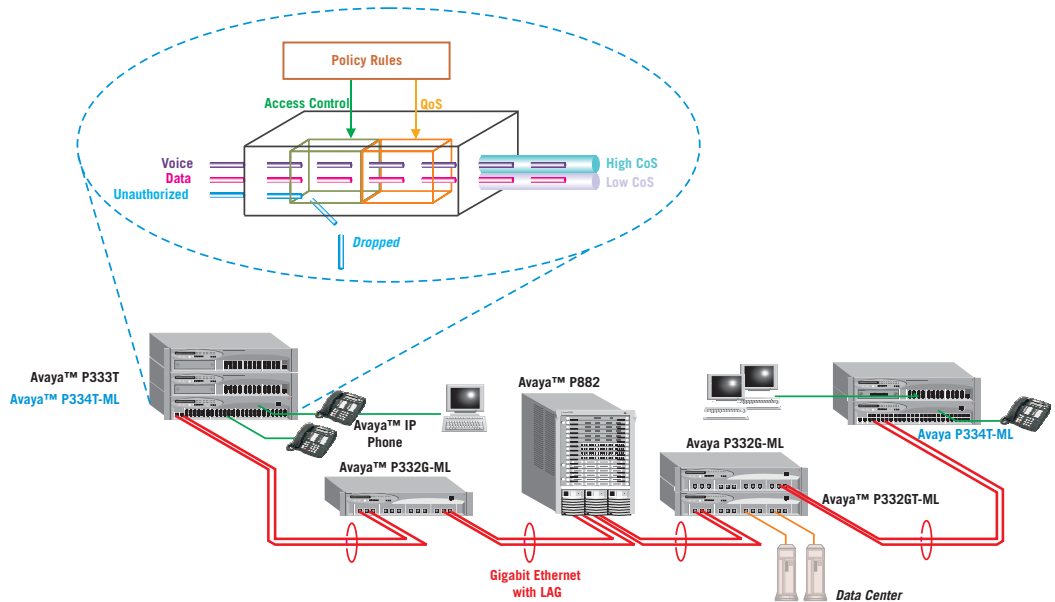 Policy Rules
Access Control
QoS
Voice
Data
Unauthorized
High CoS
Low CoS
Dropped
Avaya™ P333T
Avaya™ P334T-ML
Avaya™ IP
Phone
Avaya™ P332G-ML
Avaya™ P882
Avaya P332G-ML
Avaya P334T-ML
Avaya™ P332GT-ML
Gigabit Ethernet
with LAG
Data Center